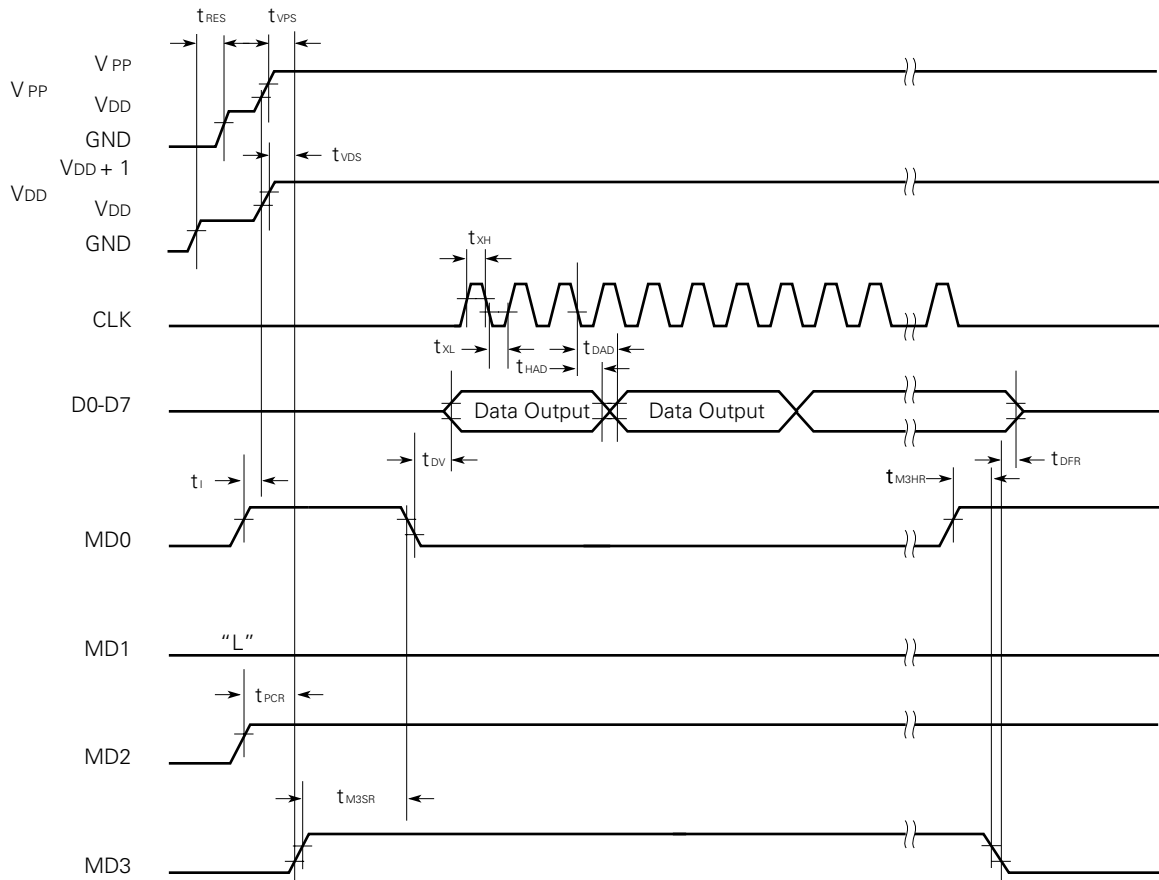 tRES tVPS
VPP
VPP
VDD
GND
tVDS
VDD + 1
VDD
VDD
GND
tXH
CLK
tXL tDAD
tHAD
D0-D7 Data Output Data Output
tDV tDFR
tI tM3HR
MD0
"L"
MD1
tPCR
MD2
tM3SR
MD3